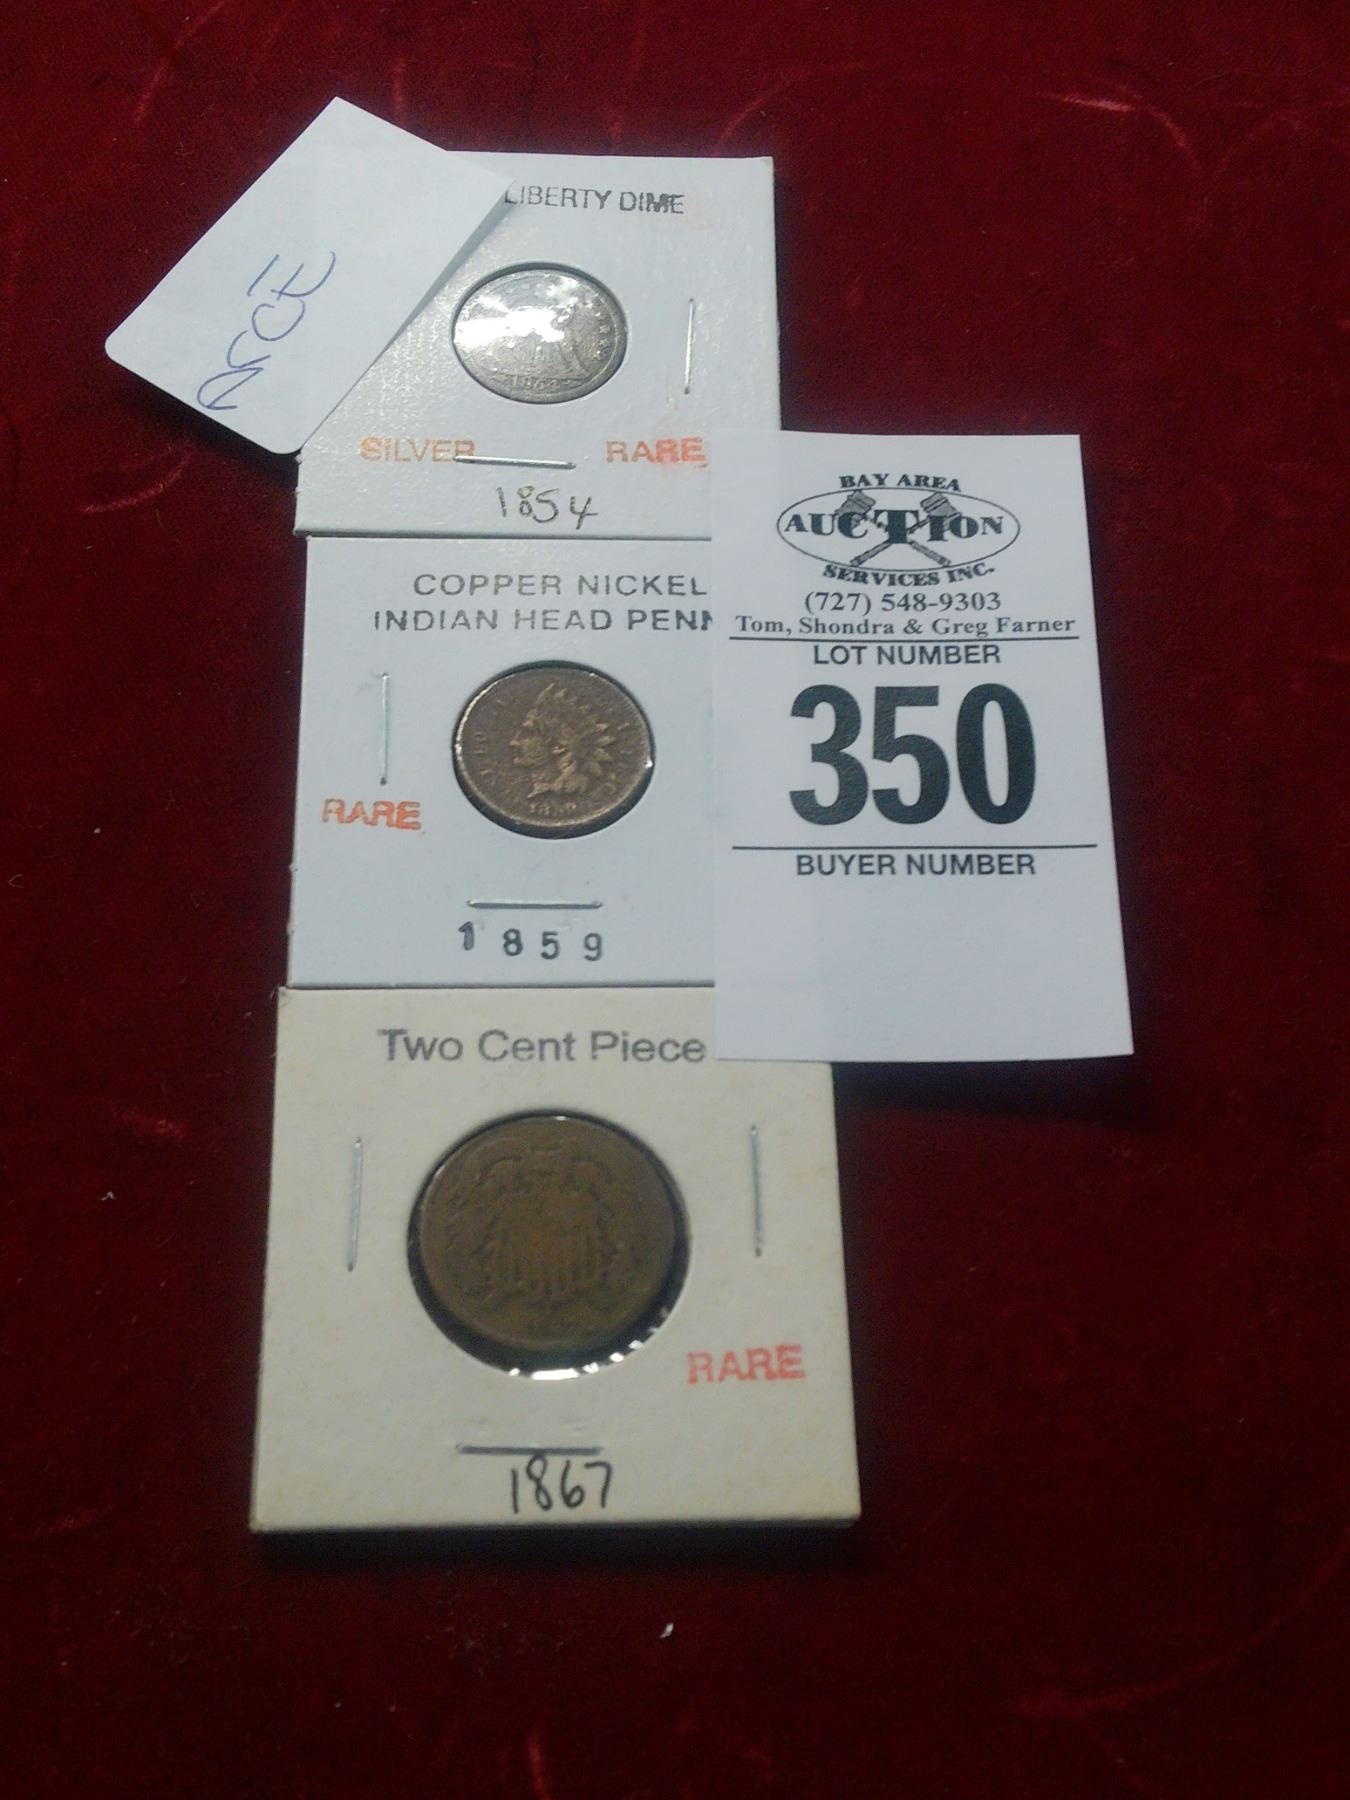 LIBERTY DIME
SILVER RARE
1854
COPPER NICKEL
INDIAN HEAD PENN
RARE
1859
Two Cent Piece
RARE
1867
BAY AREA
AUCTION
SERVICES INC.
(727) 548-9303
Tom, Shondra & Greg Farner
LOT NUMBER
350
BUYER NUMBER